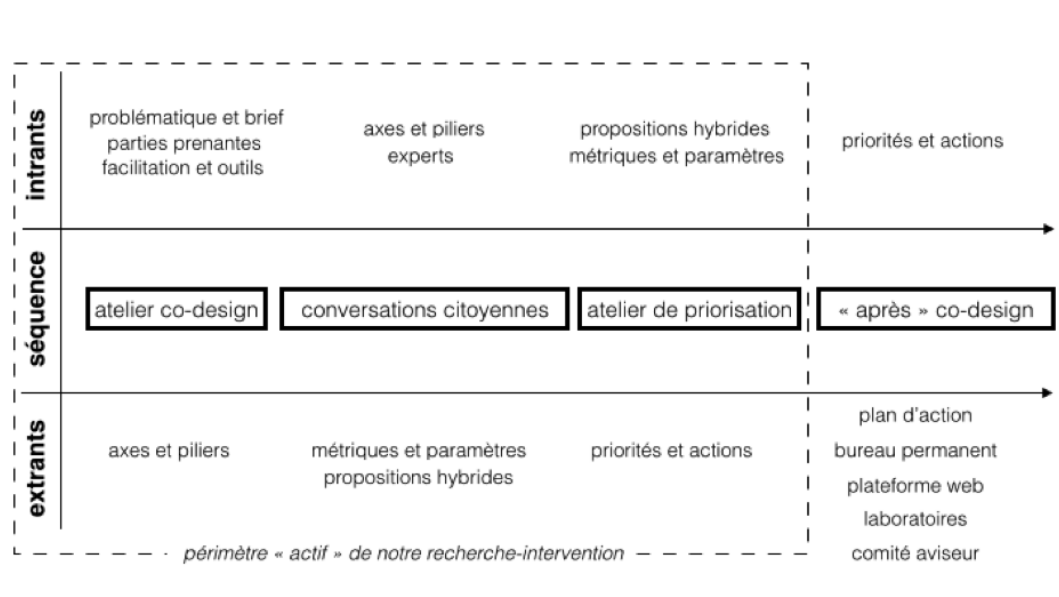 intrants
problématique et brief
parties prenantes
facilitation et outils
axes et piliers
experts
propositions hybrides
métriques et paramètres
priorités et actions
séquence
atelier co-design
conversations citoyennes
atelier de priorisation
« après » co-design
extrants
axes et piliers
métriques et paramètres
propositions hybrides
priorités et actions
plan d'action
bureau permanent
plateforme web
laboratoires
comité aviseur
périmètre « actif » de notre recherche-intervention